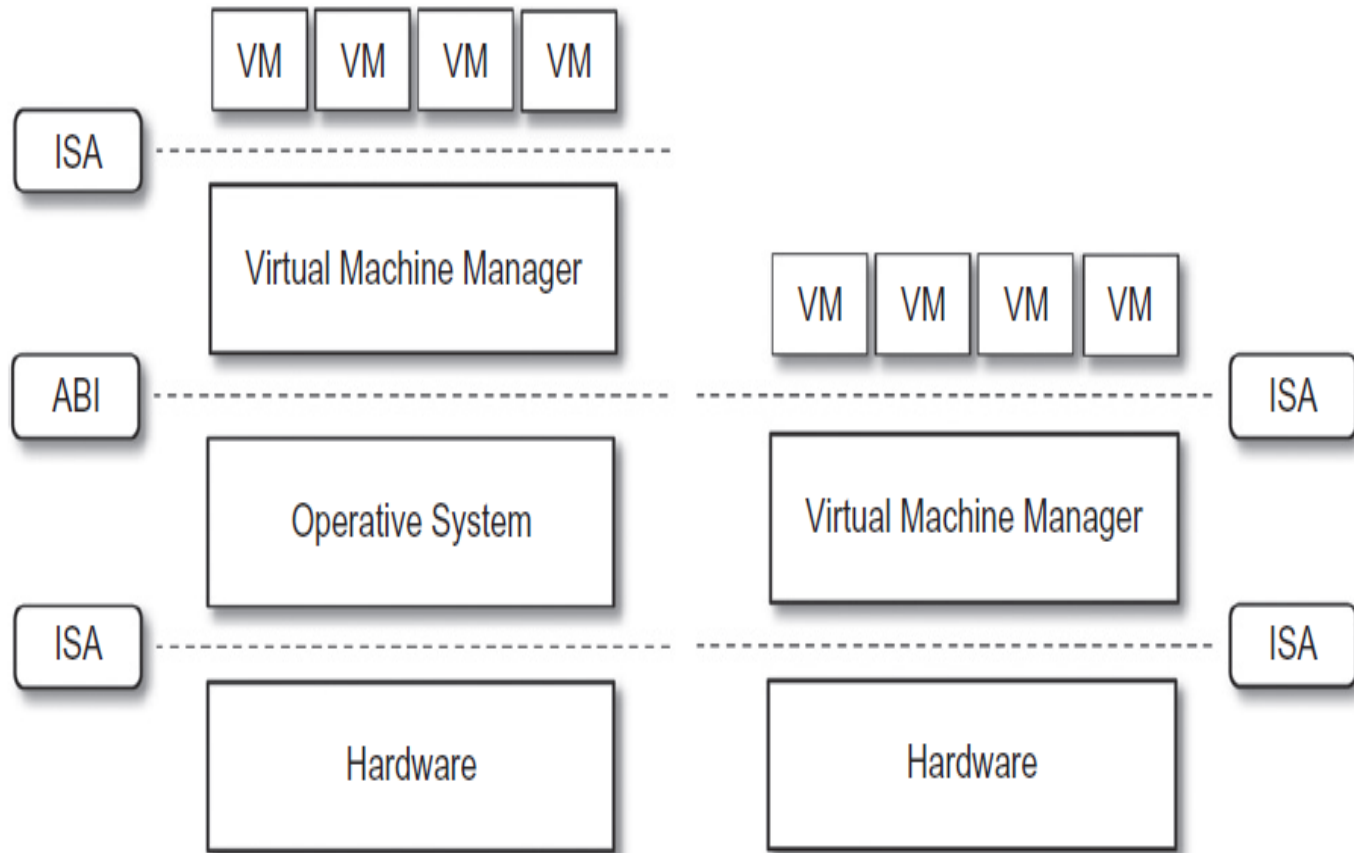 VM VM VM VM
ISA
Virtual Machine Manager
VM VM VM VM
ABI
ISA
Operative System
Virtual Machine Manager
ISA
ISA
Hardware
Hardware